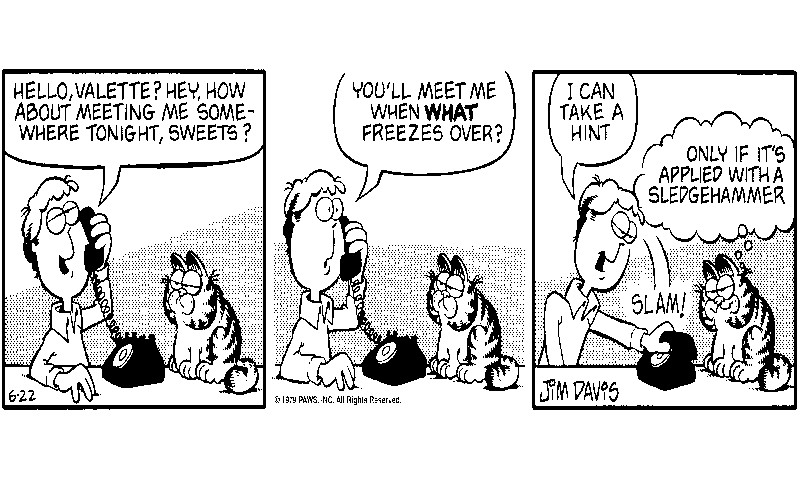 HELLO, VALETTE? HEY, HOW
ABOUT MEETING ME SOME-
WHERE TONIGHT, SWEETS?
6-22
YOU'LL MEET ME
WHEN WHAT
FREEZES OVER?
© 1979 PAWS, INC. All Rights Reserved.
I CAN
TAKE A
HINT
ONLY IF IT'S
APPLIED WITH A
SLEDGEHAMMER
SLAM!
JIM DAVIS